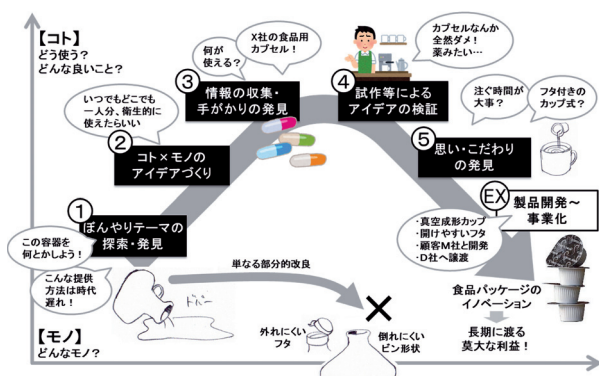 【コト】
どう使う?
どんな良いこと?
いつでもどこでも
一人分、衛生的に
使えたらいい
何が
使える?
X社の食品用
カプセル!
カプセルなんか
全然ダメ!
薬みたい…
注ぐ時間が
大事?
フタ付きの
カップ式?
③
情報の収集・
手がかりの発見
④
試作等による
アイデアの検証
②
コト×モノの
アイデアづくり
⑤
思い・こだわり
の発見
①
ぼんやりテーマの
探索・発見
EX
製品開発~
事業化
この容器を
何とかしよう!
こんな提供
方法は時代
遅れ!
ドバー
単なる部分的改良
×
外れにくい
フタ
倒れにくい
ビン形状
・真空成形カップ
・開けやすいフタ
・顧客M社と開発
・D社へ譲渡
食品パッケージの
イノベーション
長期に渡る
莫大な利益!
【モノ】
どんなモノ?